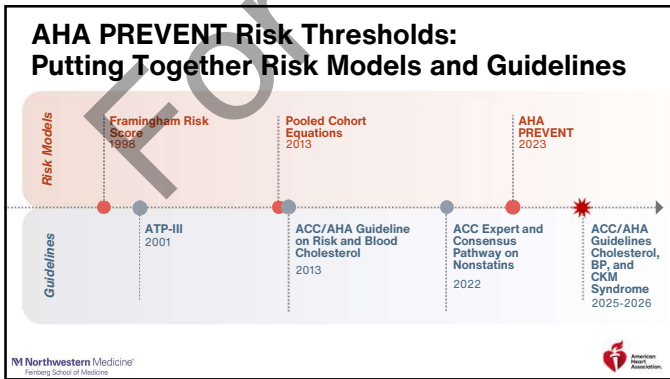 AHA PREVENT Risk Thresholds:
Putting Together Risk Models and Guidelines
For
Risk Models
Framingham Risk
Score
1998
Pooled Cohort
Equations
2013
AHA
PREVENT
2023
Guidelines
ATP-III
2001
ACC/AHA Guideline
on Risk and Blood
Cholesterol
2013
ACC Expert and
Consensus
Pathway on
Nonstatins
2022
ACC/AHA
Guidelines
Cholesterol,
BP, and
CKM
Syndrome
2025-2026
M Northwestern Medicine®
Feinberg School of Medicine
American
Heart
Association.